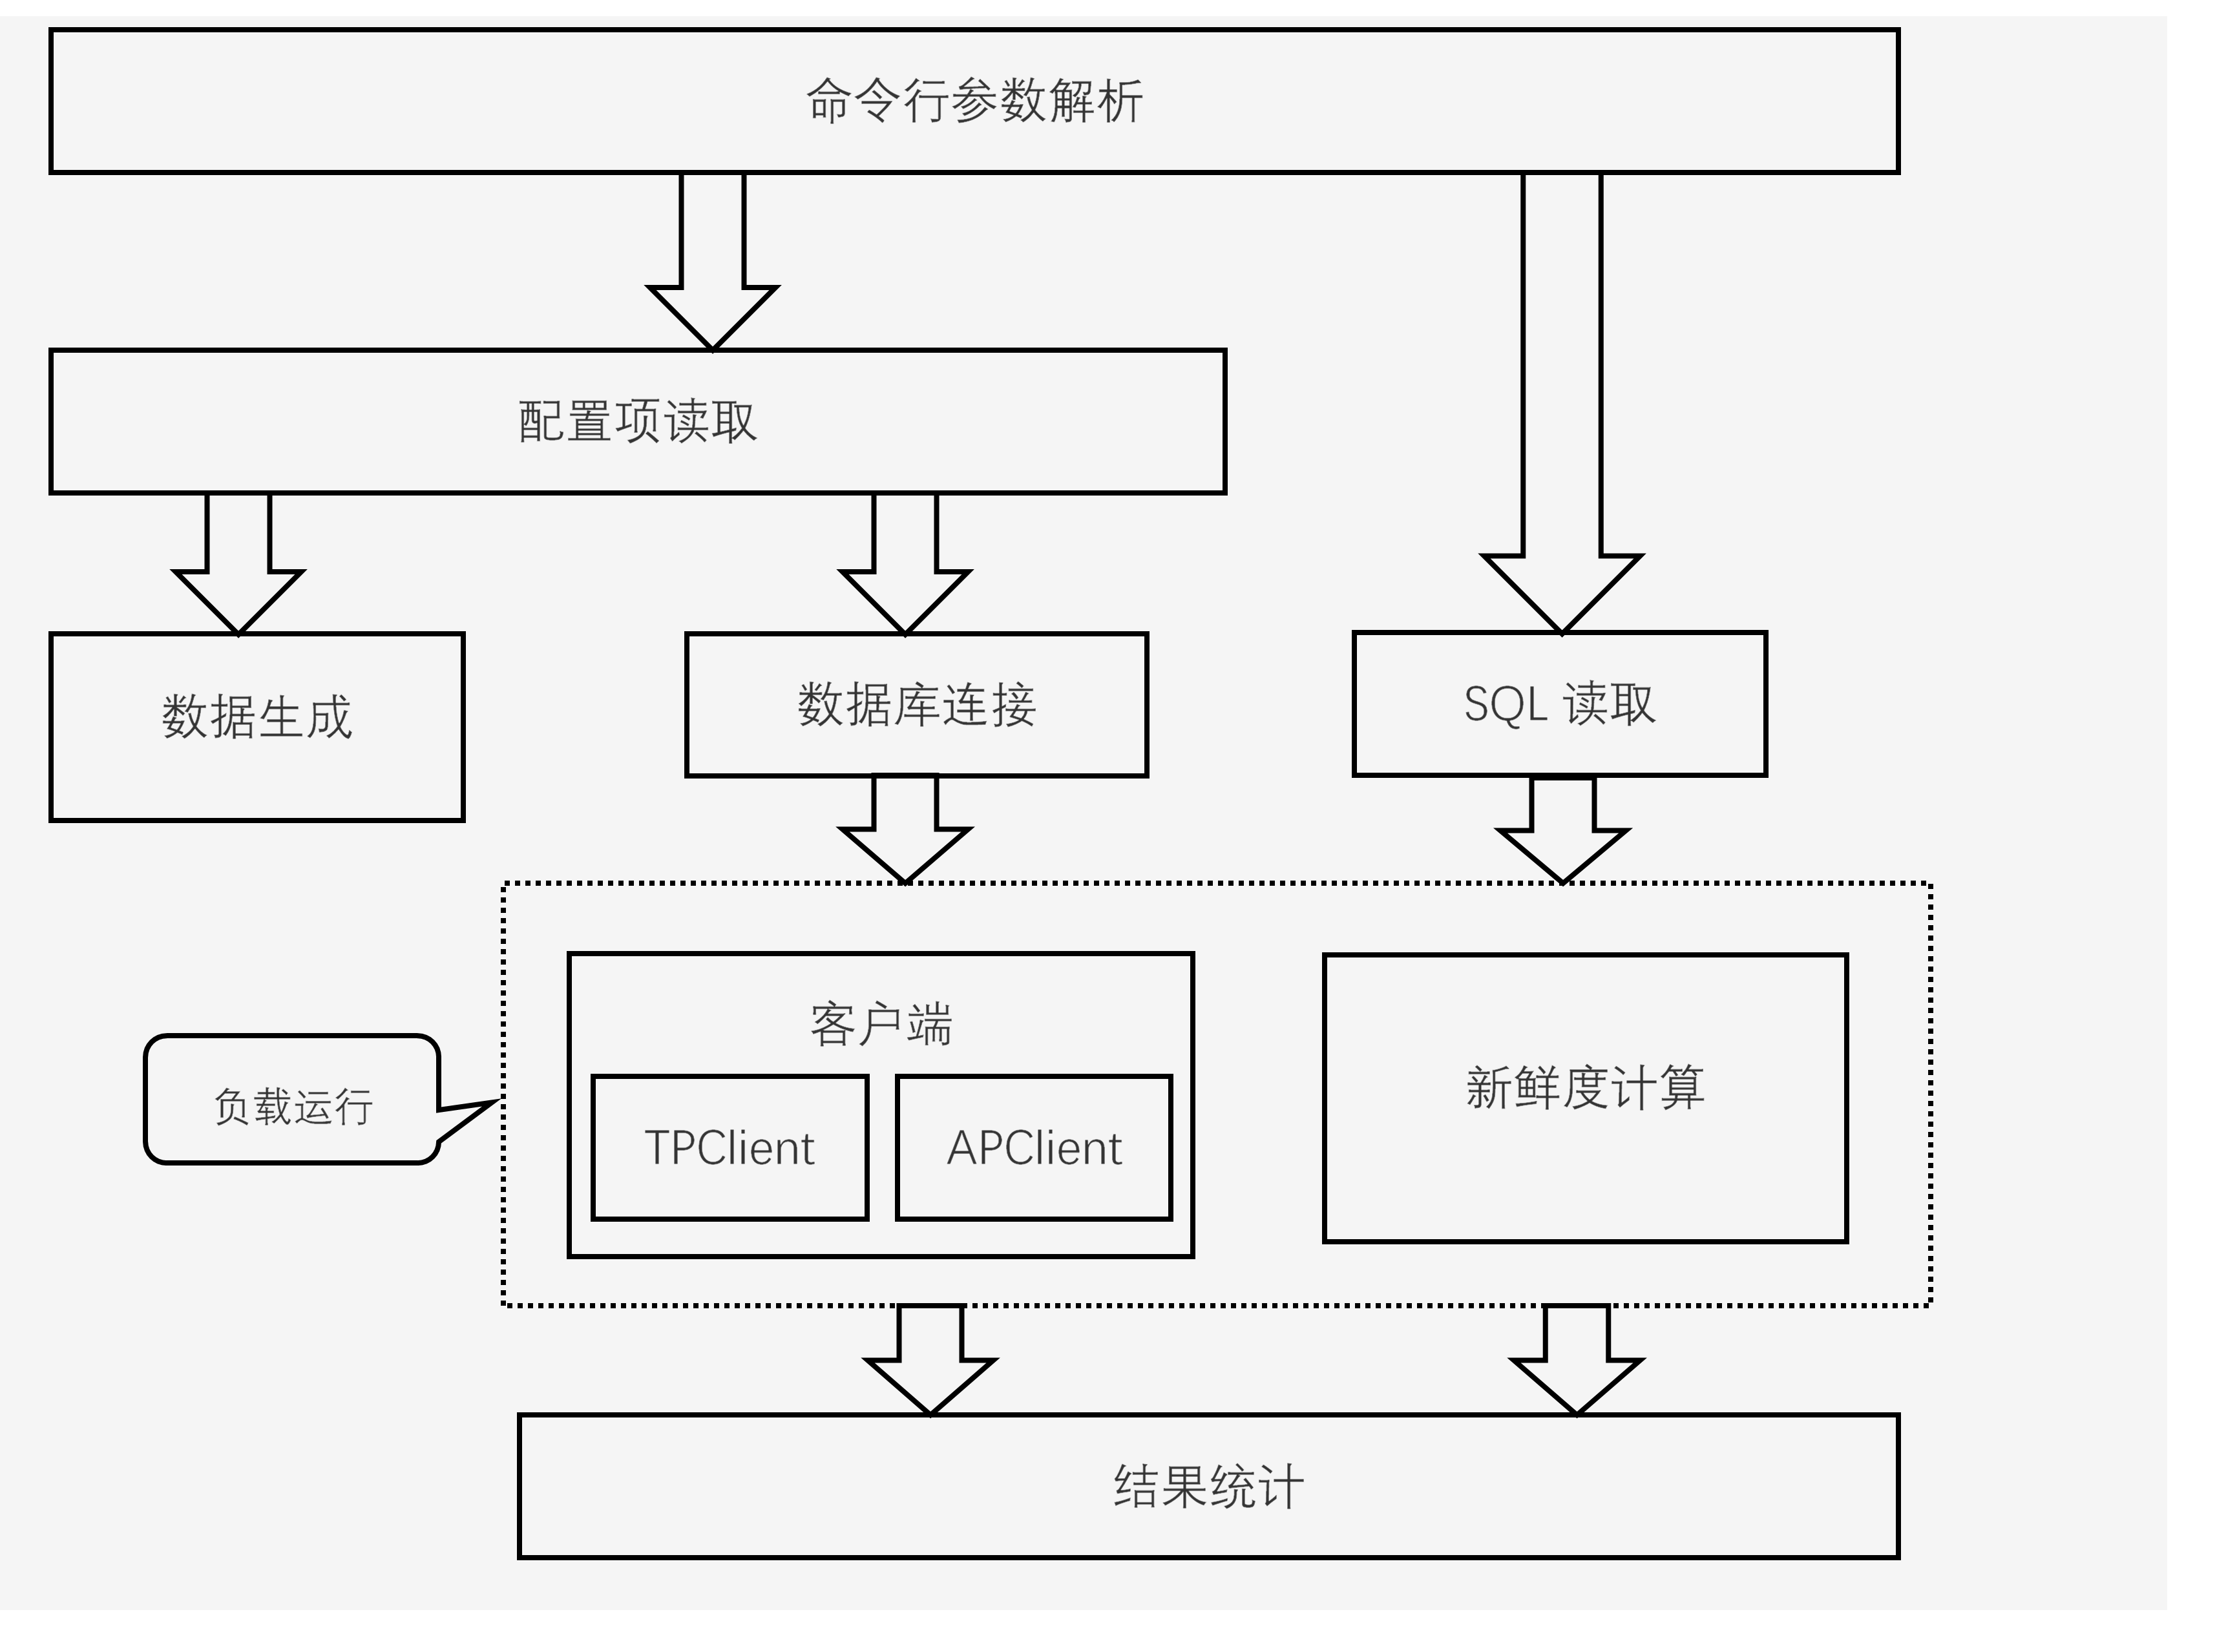 命令行参数解析
配置项读取
数据生成
数据库连接
SQL 读取
客户端
TPClient
APClient
新鲜度计算
负载运行
结果统计